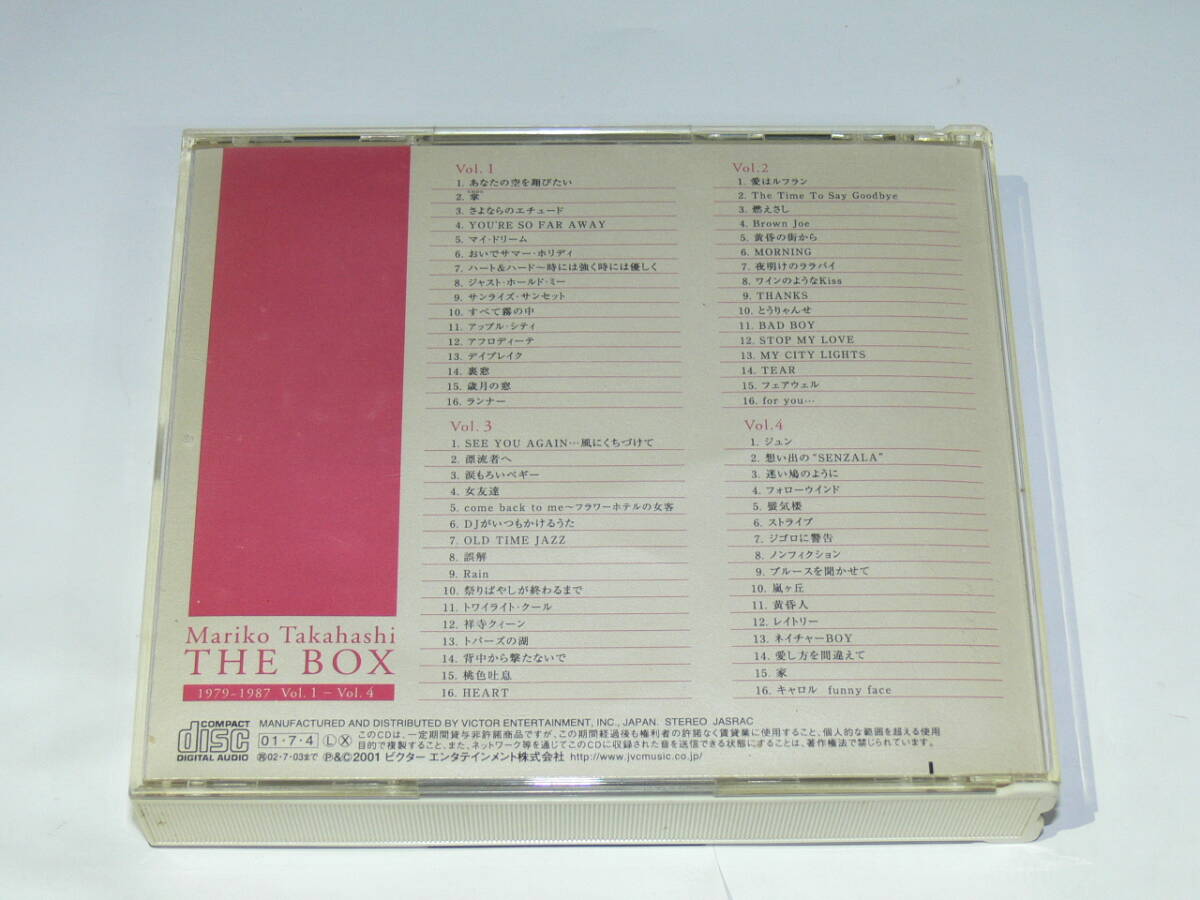 Vol. 1
1. あなたの空を翔びたい
2. 掌
3. さよならのエチュード
4. YOU'RE SO FAR AWAY
5. マイ・ドリーム
6. おいでサマー・ホリディ
7. ハート&ハード〜時には強く時には優しく
8. ジャスト・ホールド・ミー
9. サンライズ・サンセット
10. すべて霧の中
11. アップル・シティ
12. アフロディーテ
13. デイブレイク
14. 裏窓
15. 歳月の窓
16. ランナー
Vol.2
1. 愛はルフラン
2. The Time To Say Goodbye
3. 燃えさし
4. Brown Joe
5. 黄昏の街から
6. MORNING
7. 夜明けのララバイ
8. ワインのようなKiss
9. THANKS
10. とうりゃんせ
11. BAD BOY
12. STOP MY LOVE
13. MY CITY LIGHTS
14. TEAR
15. フェアウェル
16. for you…
Vol. 3
1. SEE YOU AGAIN…風にくちづけて
2. 漂流者へ
3. 涙もろいペギー
4. 女友達
5. come back to me〜フラワーホテルの女客
6. DJがいつもかけるうた
7. OLD TIME JAZZ
8. 誤解
9. Rain
10. 祭りばやしが終わるまで
11. トワイライト・クール
12. 祥寺クィーン
13. トパーズの湖
14. 背中から撃たないで
15. 桃色吐息
16. HEART
Vol.4
1. ジュン
2. 想い出の“SENZALA”
3. 迷い鳩のように
4. フォローウインド
5. 蜃気楼
6. ストライプ
7. ジゴロに警告
8. ノンフィクション
9. ブルースを聞かせて
10. 嵐ヶ丘
11. 黄昏人
12. レイトリー
13. ネイチャーBOY
14. 愛し方を間違えて
15. 家
16. キャロル funny face
Mariko Takahashi
THE BOX
1979-1987 Vol. 1 - Vol. 4
COMPACT disc DIGITAL AUDIO
MANUFACTURED AND DISTRIBUTED BY VICTOR ENTERTAINMENT, INC., JAPAN. STEREO JASRAC
01・7・4 Ⓛ Ⓧ このCDは、一定期間貸与非許諾商品ですが、この期間経過後も権利者の許諾なく賃貸業に使用すること、個人的な範囲を超える使用
目的で複製すること、また、ネットワーク等を通じてこのCDに収録された音を送信できる状態にすることは、著作権法で禁じられています。
02・7・03まで Ⓟ&©2001 ビクター エンタテインメント株式会社 http://www.jvcmusic.co.jp/